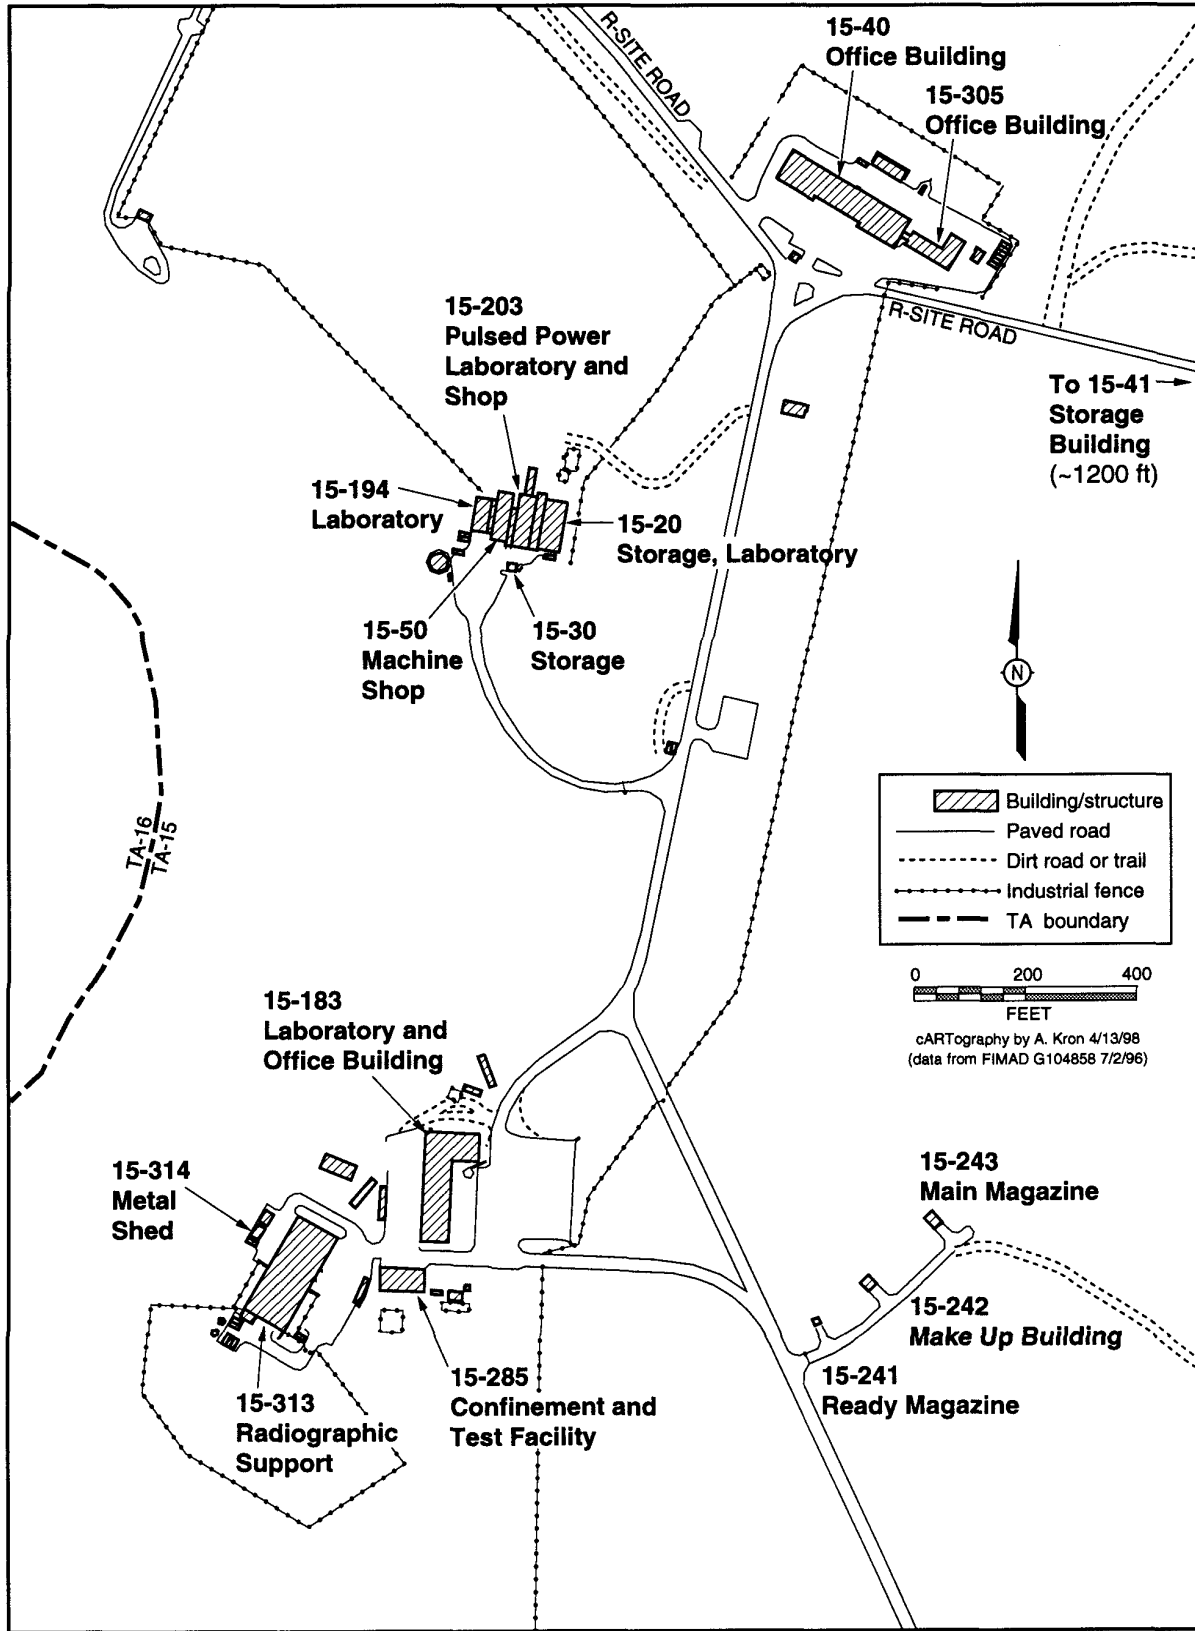 R-SITE ROAD
15-40
Office Building
15-305
Office Building
R-SITE ROAD
15-203
Pulsed Power
Laboratory and
Shop
To 15-41
Storage
Building
(~1200 ft)
15-194
Laboratory
15-20
Storage, Laboratory
15-50
Machine
Shop
15-30
Storage
N
TA-16
TA-15
Building/structure
Paved road
Dirt road or trail
Industrial fence
TA boundary
0 200 400
FEET
cARTography by A. Kron 4/13/98
(data from FIMAD G104858 7/2/96)
15-183
Laboratory and
Office Building
15-314
Metal
Shed
15-243
Main Magazine
15-242
Make Up Building
15-241
Ready Magazine
15-285
Confinement and
Test Facility
15-313
Radiographic
Support